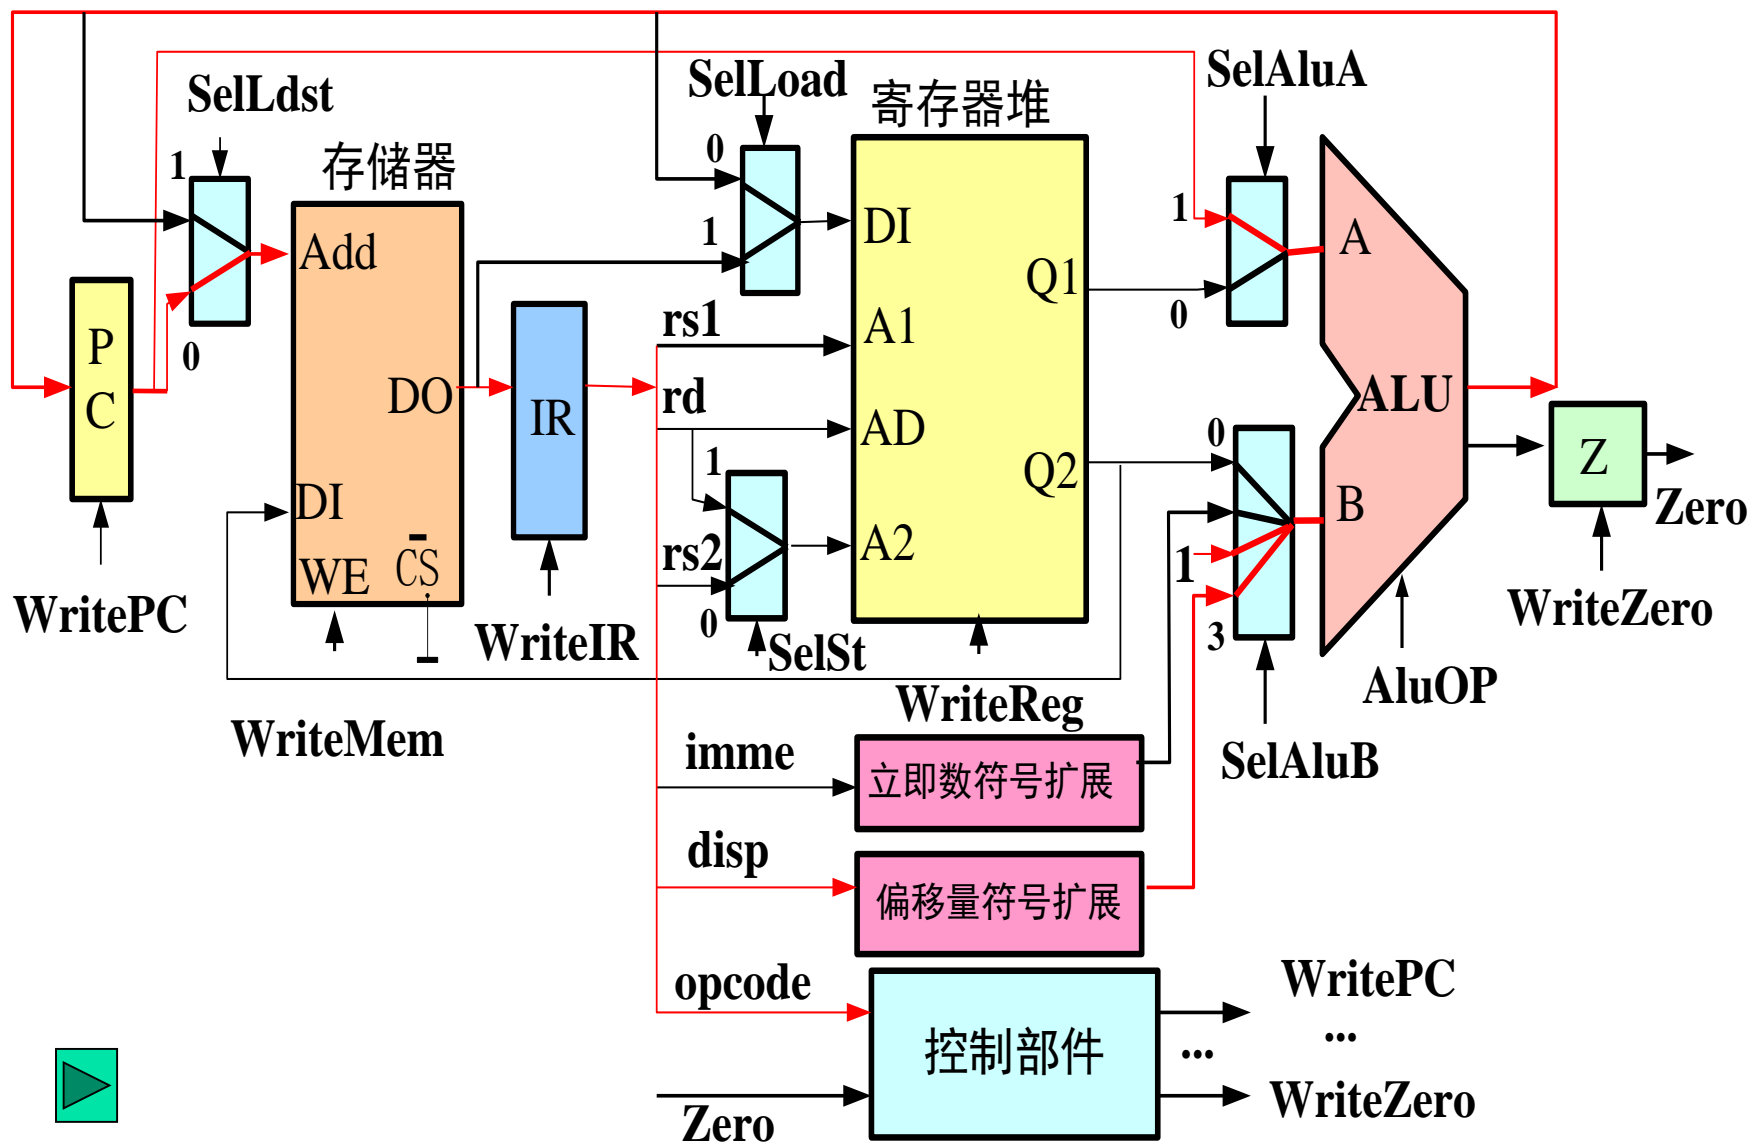 SelLdst
SelLoad
SelAluA
存储器
寄存器堆
1
0
0
1
1
0
P
C
Add
DO
DI
WE
CS
IR
rs1
rd
rs2
1
0
DI
A1
AD
A2
Q1
Q2
A
B
ALU
0
1
3
Z
Zero
WritePC
WriteMem
WriteIR
SelSt
WriteReg
AluOP
SelAluB
WriteZero
imme
立即数符号扩展
disp
偏移量符号扩展
opcode
控制部件
Zero
WritePC
...
...
WriteZero